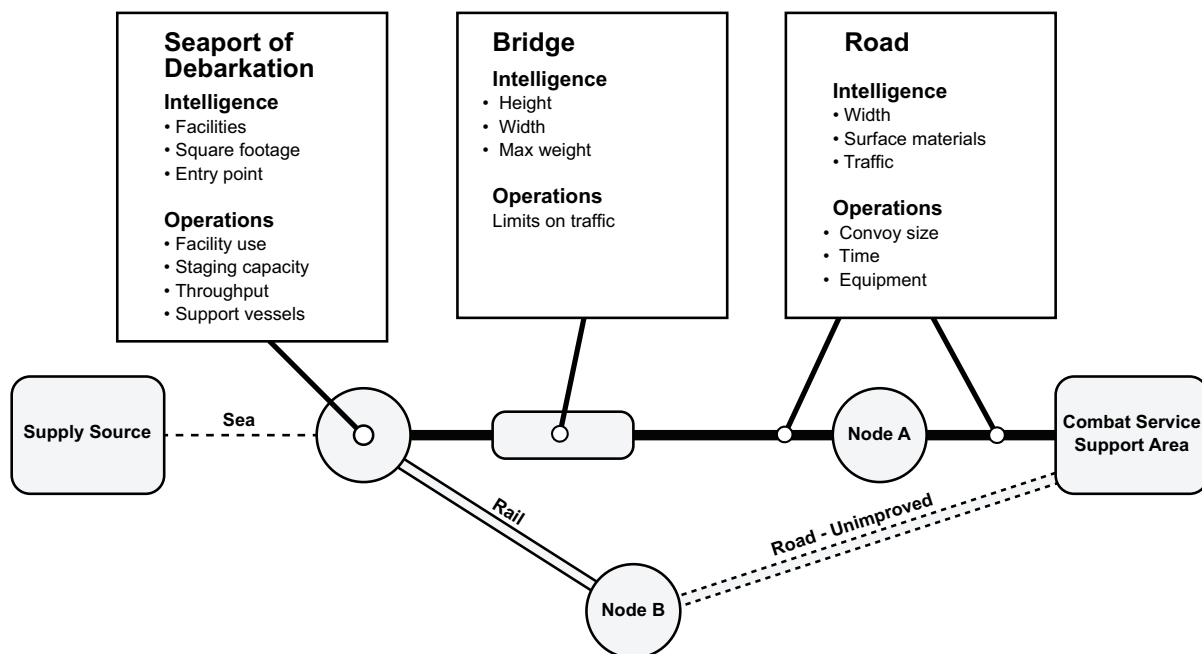 Seaport of
Debarkation
Intelligence
• Facilities
• Square footage
• Entry point
Operations
• Facility use
• Staging capacity
• Throughput
• Support vessels
Bridge
Intelligence
• Height
• Width
• Max weight
Operations
Limits on traffic
Road
Intelligence
• Width
• Surface materials
• Traffic
Operations
• Convoy size
• Time
• Equipment
Supply Source
Sea
Node A
Combat Service
Support Area
Rail
Road - Unimproved
Node B